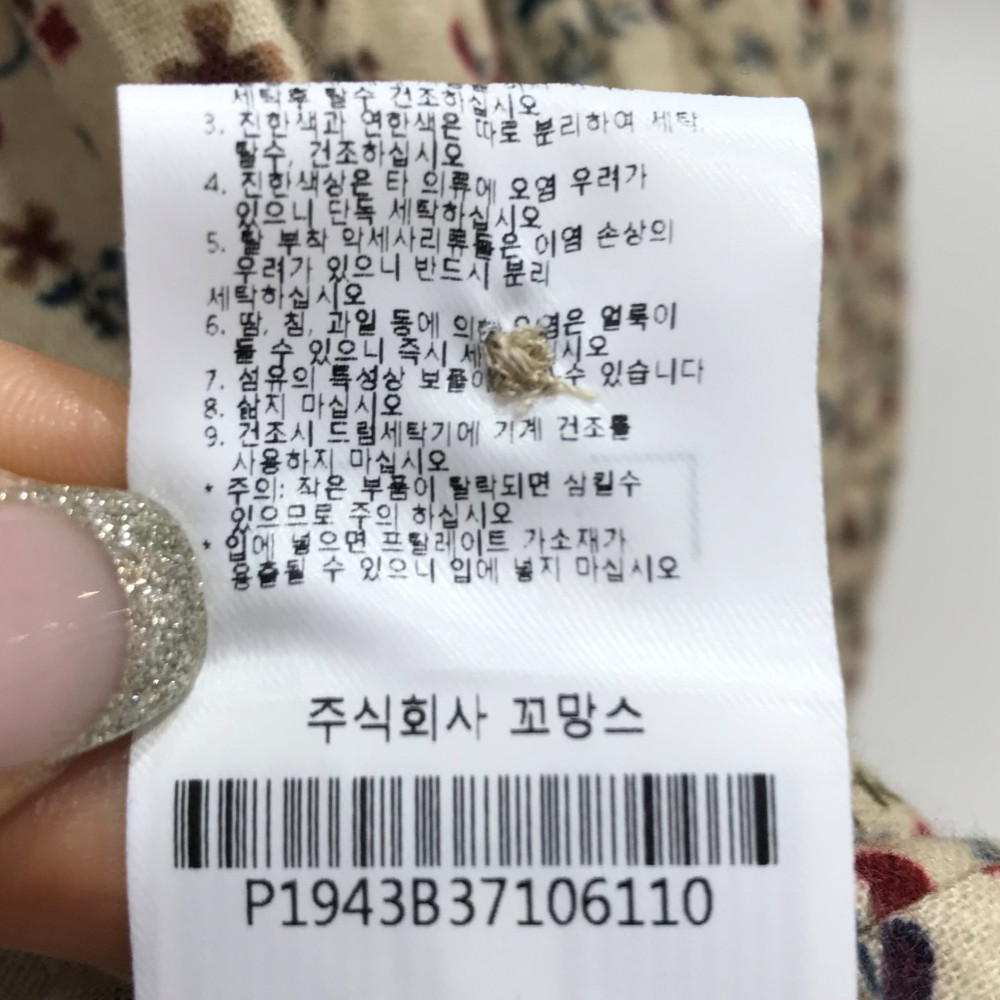 세탁후 탈수 건조하십시오
3. 진한색과 연한색은 따로 분리하여 세탁,
탈수, 건조하십시오
4. 진한색상은 타 의류에 오염 우려가
있으니 단독 세탁하십시오
5. 탈 부착 악세사리류들은 이염 손상의
우려가 있으니 반드시 분리
세탁하십시오
6. 땀, 침, 과일 등에 의한 은 얼룩이
될 수 있으니 즉시 시오
7. 섬유의 특성상 보풀이 수 있습니다
8. 삶지 마십시오
9. 건조시 드럼세탁기에 기계 건조를
사용하지 마십시오
* 주의: 작은 부품이 탈락되면 삼킬수
있으므로 주의 하십시오
* 입에 넣으면 프탈레이트 가소재가
용출될 수 있으니 입에 넣지 마십시오
주식회사 꼬망스
P1943B37106110